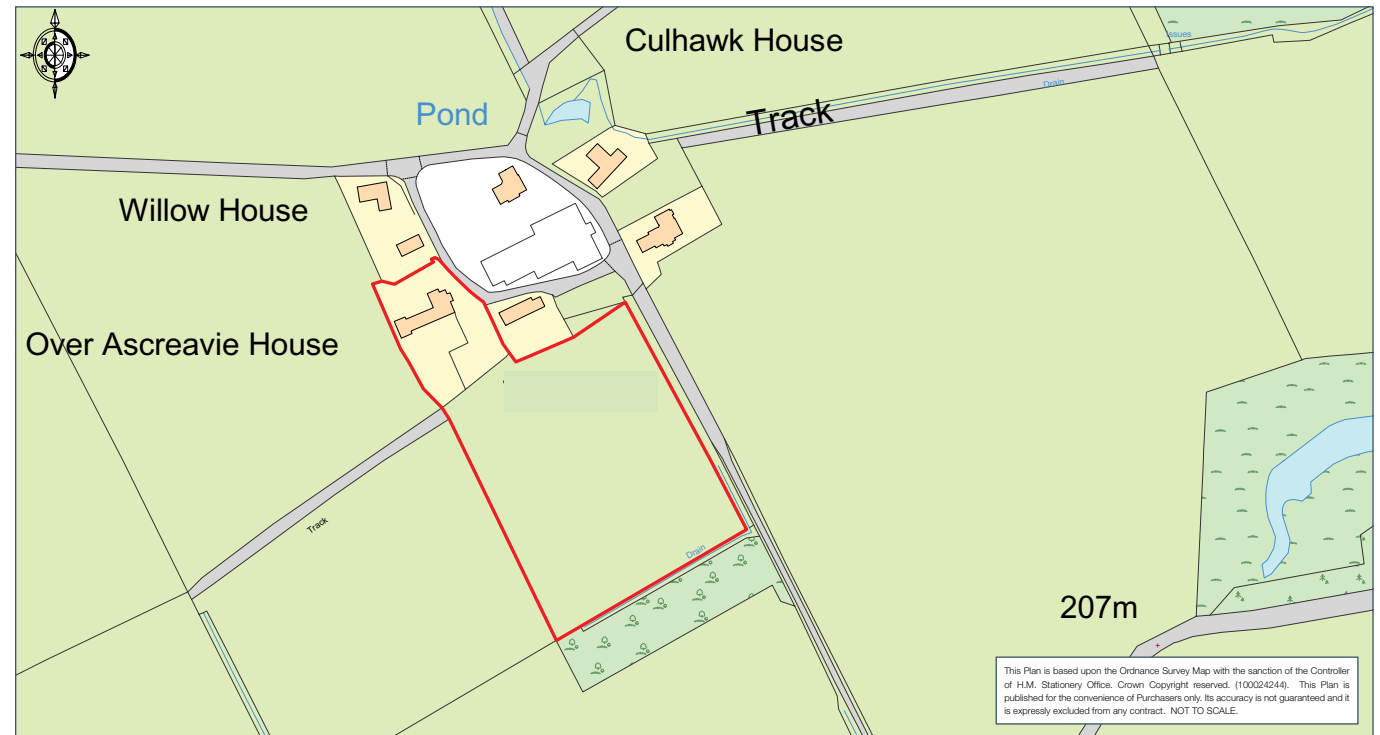 Culhawk House
Issues
Drain
Pond
Track
Willow House
Over Ascreavie House
Track
Drain
207m
This Plan is based upon the Ordnance Survey Map with the sanction of the Controller
of H.M. Stationery Office. Crown Copyright reserved. (100024244). This Plan is
published for the convenience of Purchasers only. Its accuracy is not guaranteed and it
is expressly excluded from any contract. NOT TO SCALE.